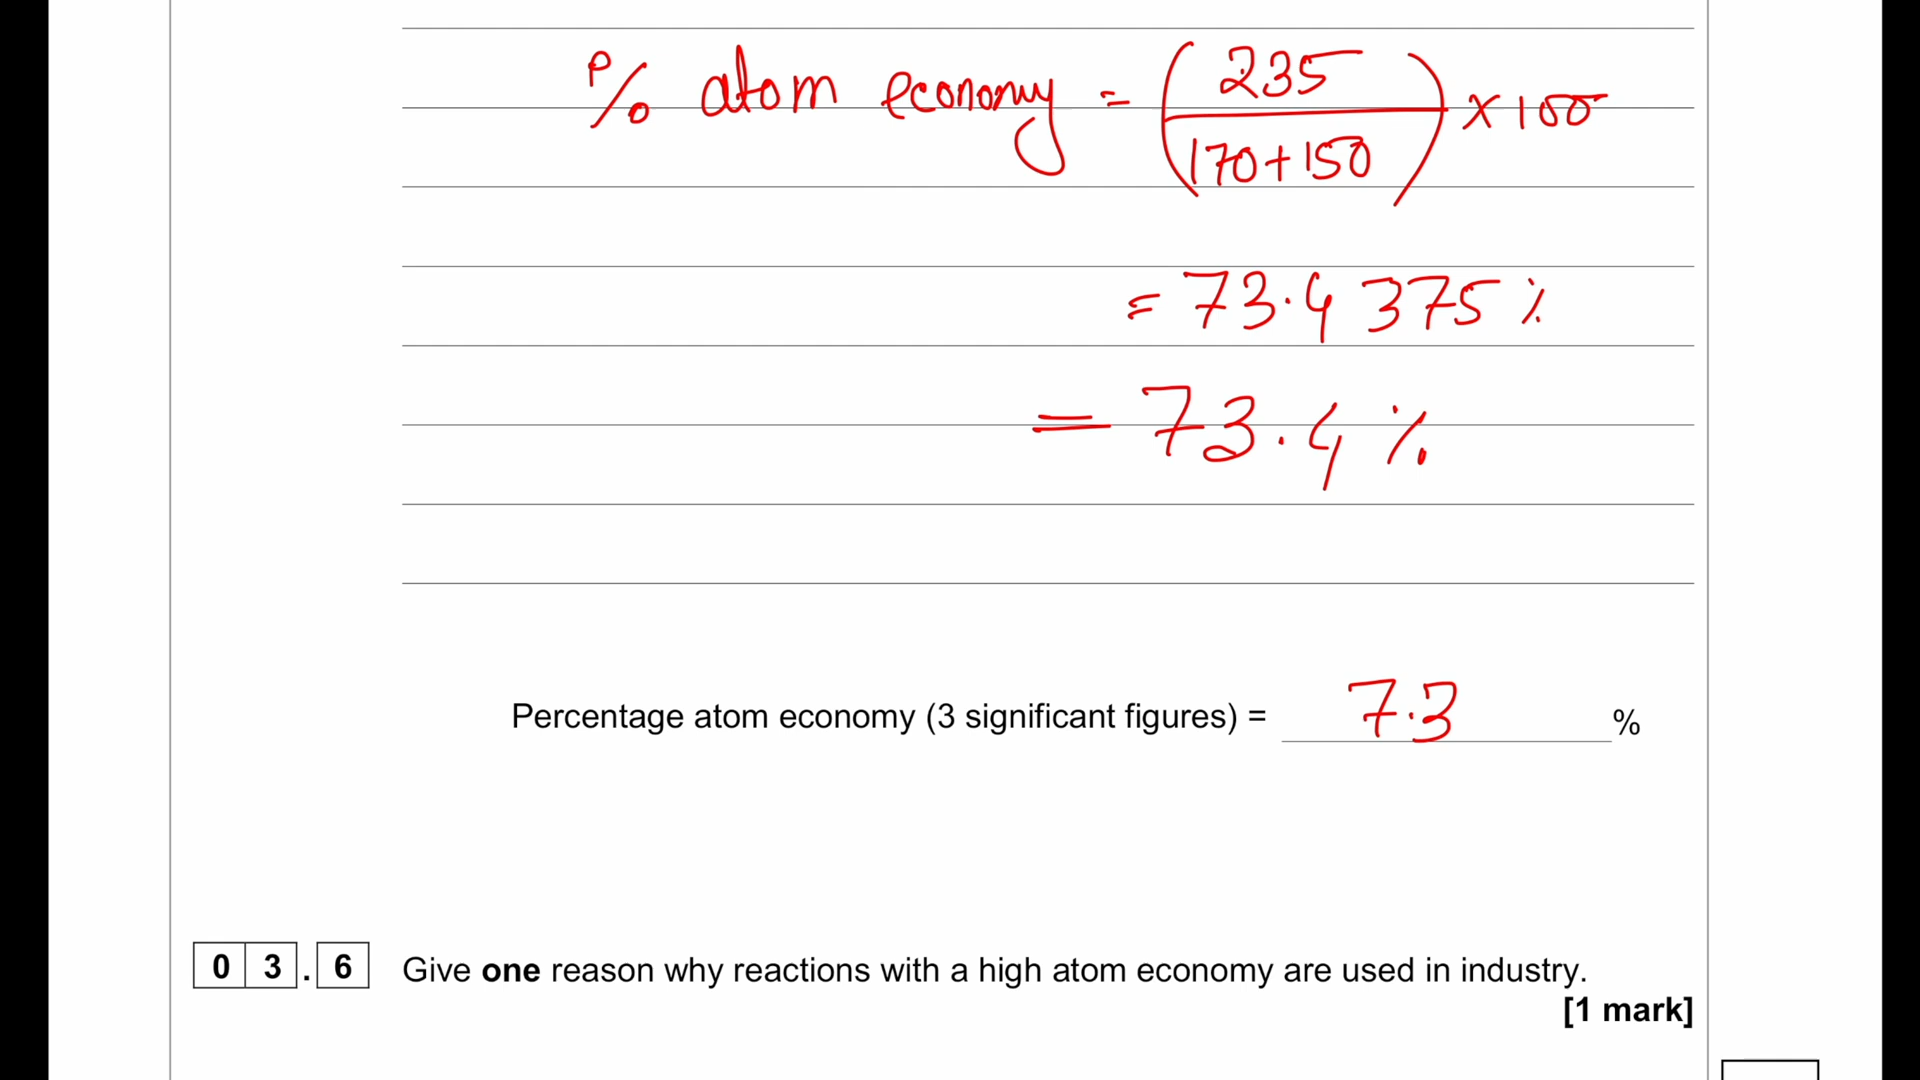 P/o atom economy = (235 / 170+150) × 100
= 73.4375 %
= 73.4 %
Percentage atom economy (3 significant figures) = 7.3 %
0 3 . 6 Give one reason why reactions with a high atom economy are used in industry.
[1 mark]